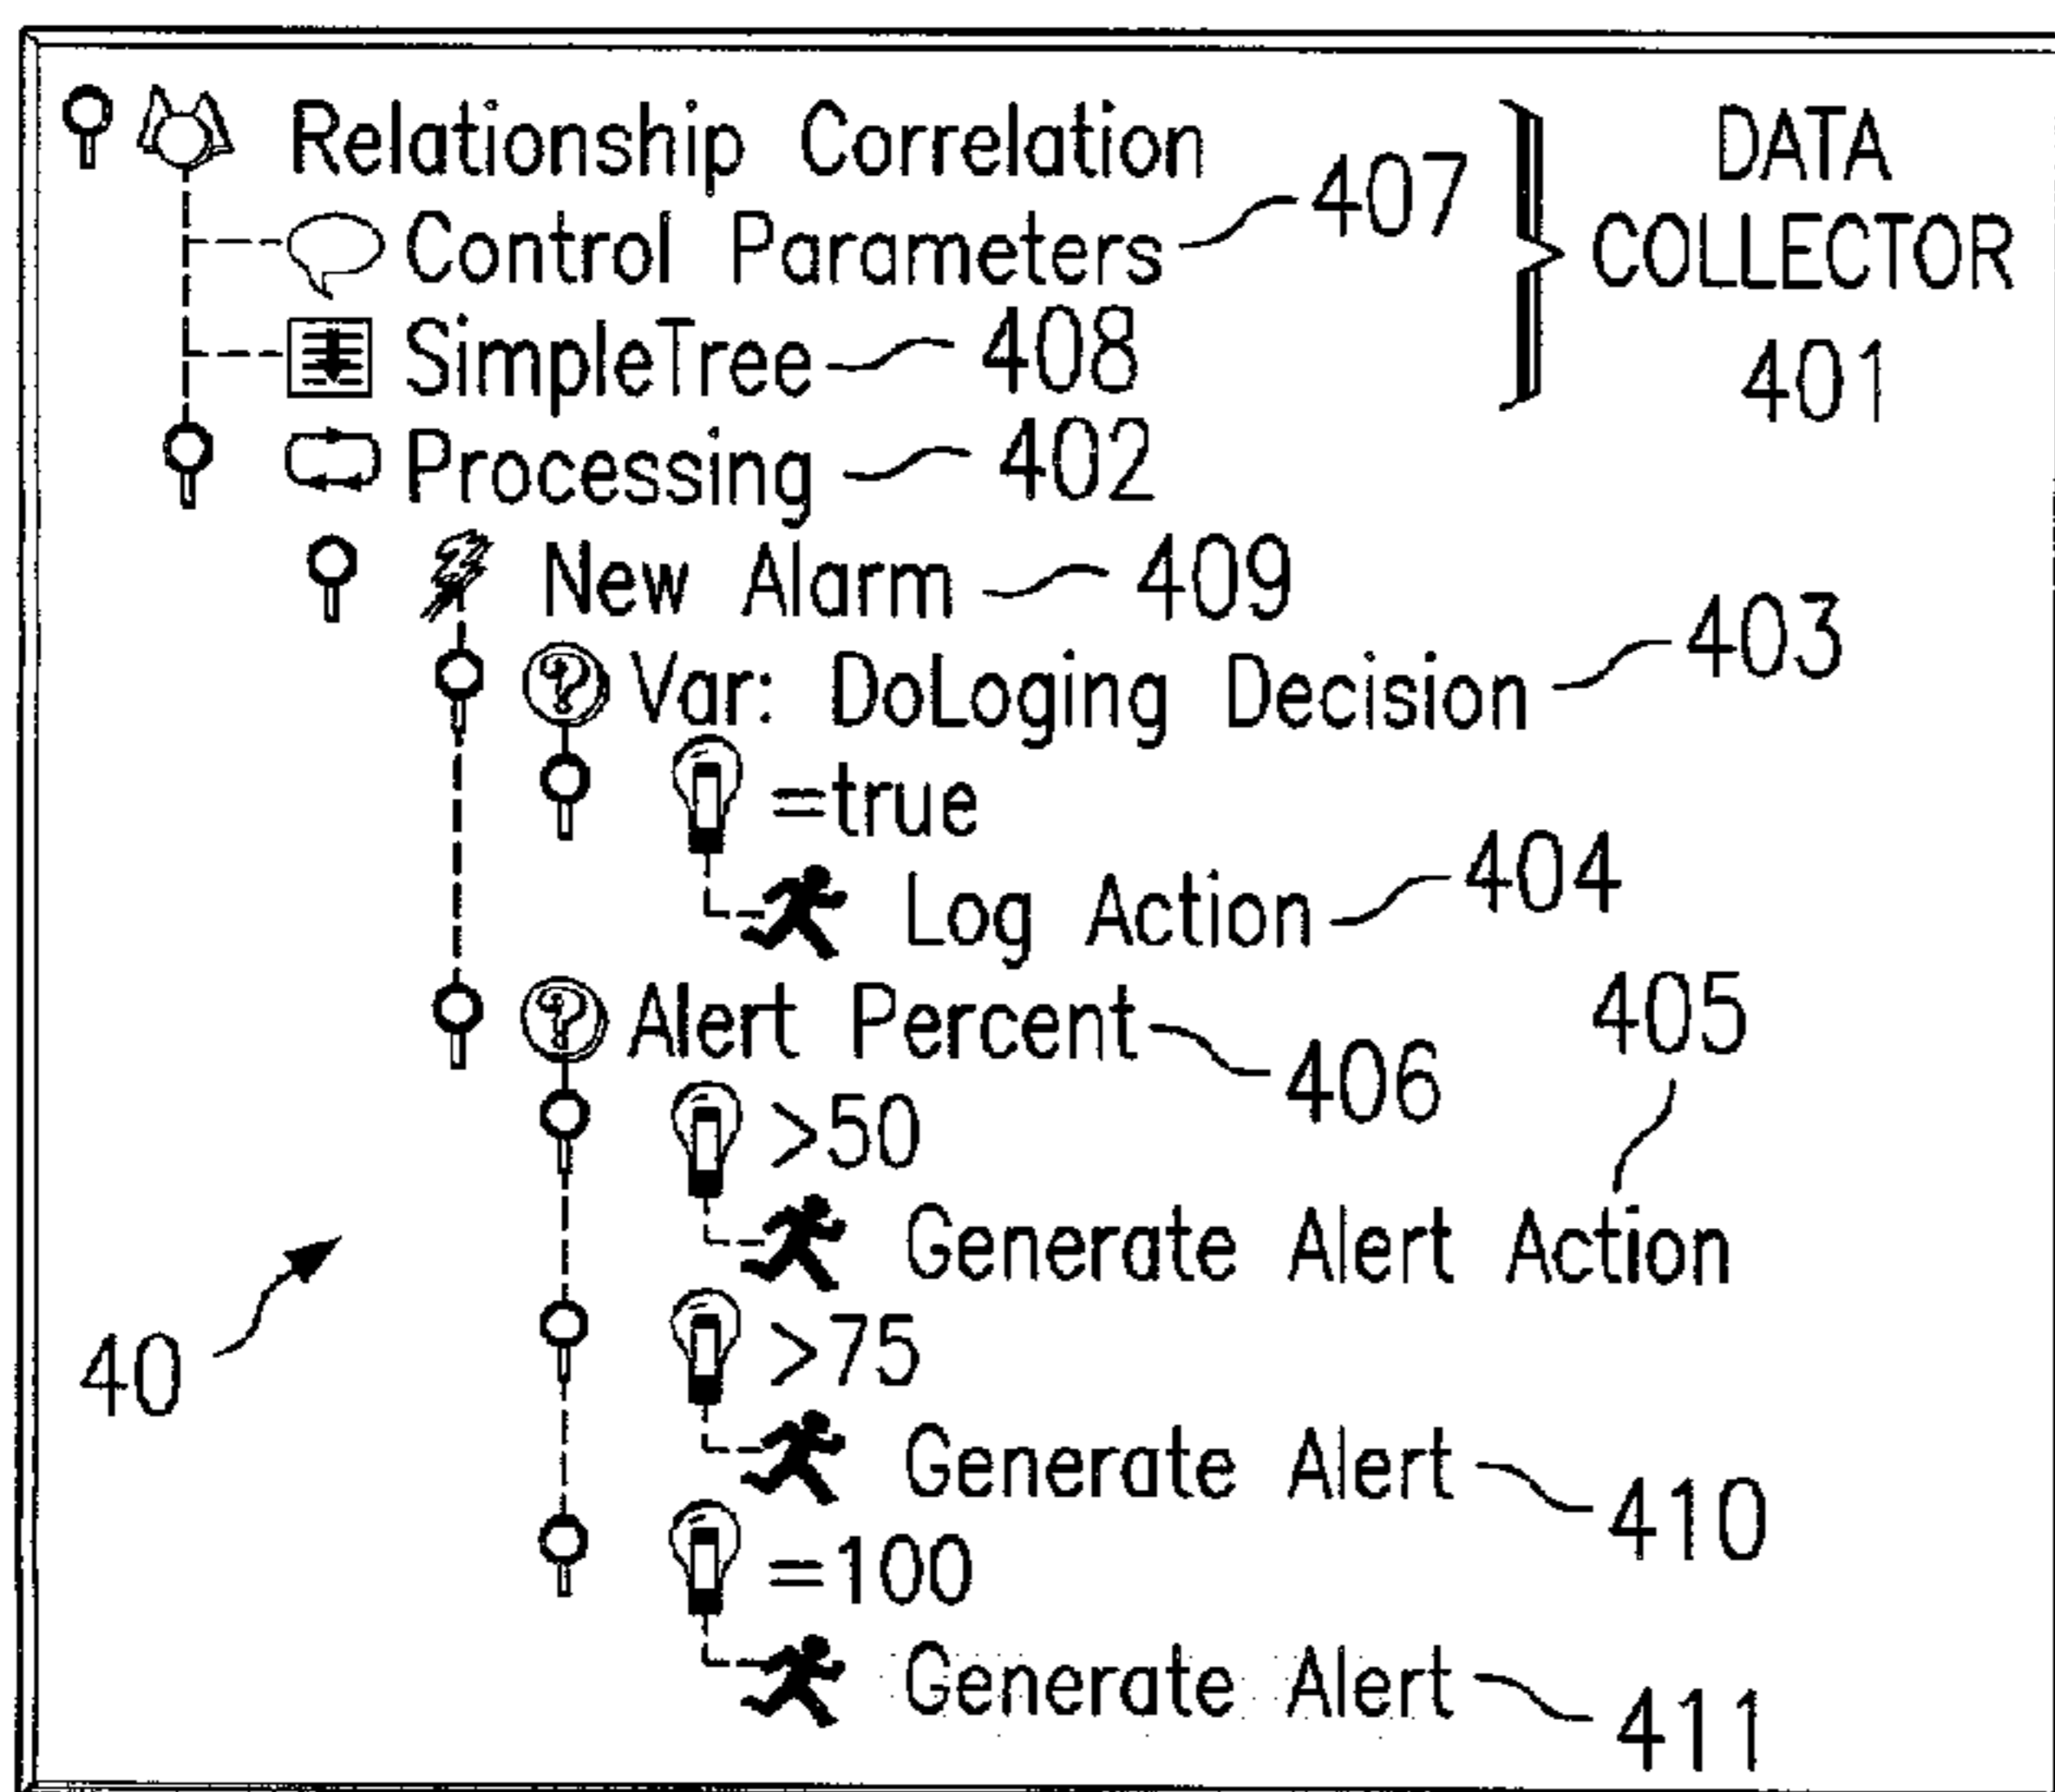 Relationship Correlation
Control Parameters 407
SimpleTree 408
DATA
COLLECTOR
401
Processing 402
New Alarm 409
Var: DoLoging Decision 403
=true
Log Action 404
Alert Percent 406
>50
Generate Alert Action 405
>75
Generate Alert 410
=100
Generate Alert 411
40